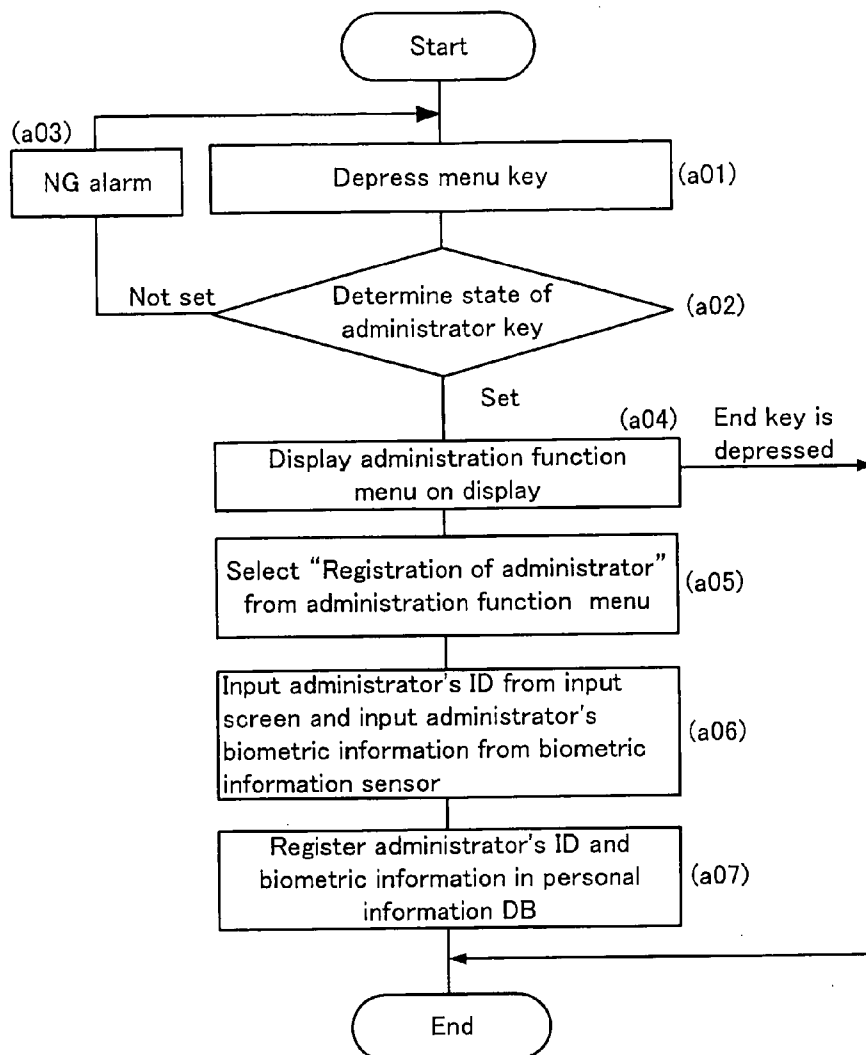 Start
(a03)
NG alarm
Depress menu key
(a01)
Not set
Determine state of
administrator key
(a02)
Set
(a04)
End key is
depressed
Display administration function
menu on display
Select “Registration of administrator”
from administration function menu
(a05)
Input administrator's ID from input
screen and input administrator's
biometric information from biometric
information sensor
(a06)
Register administrator's ID and
biometric information in personal
information DB
(a07)
End